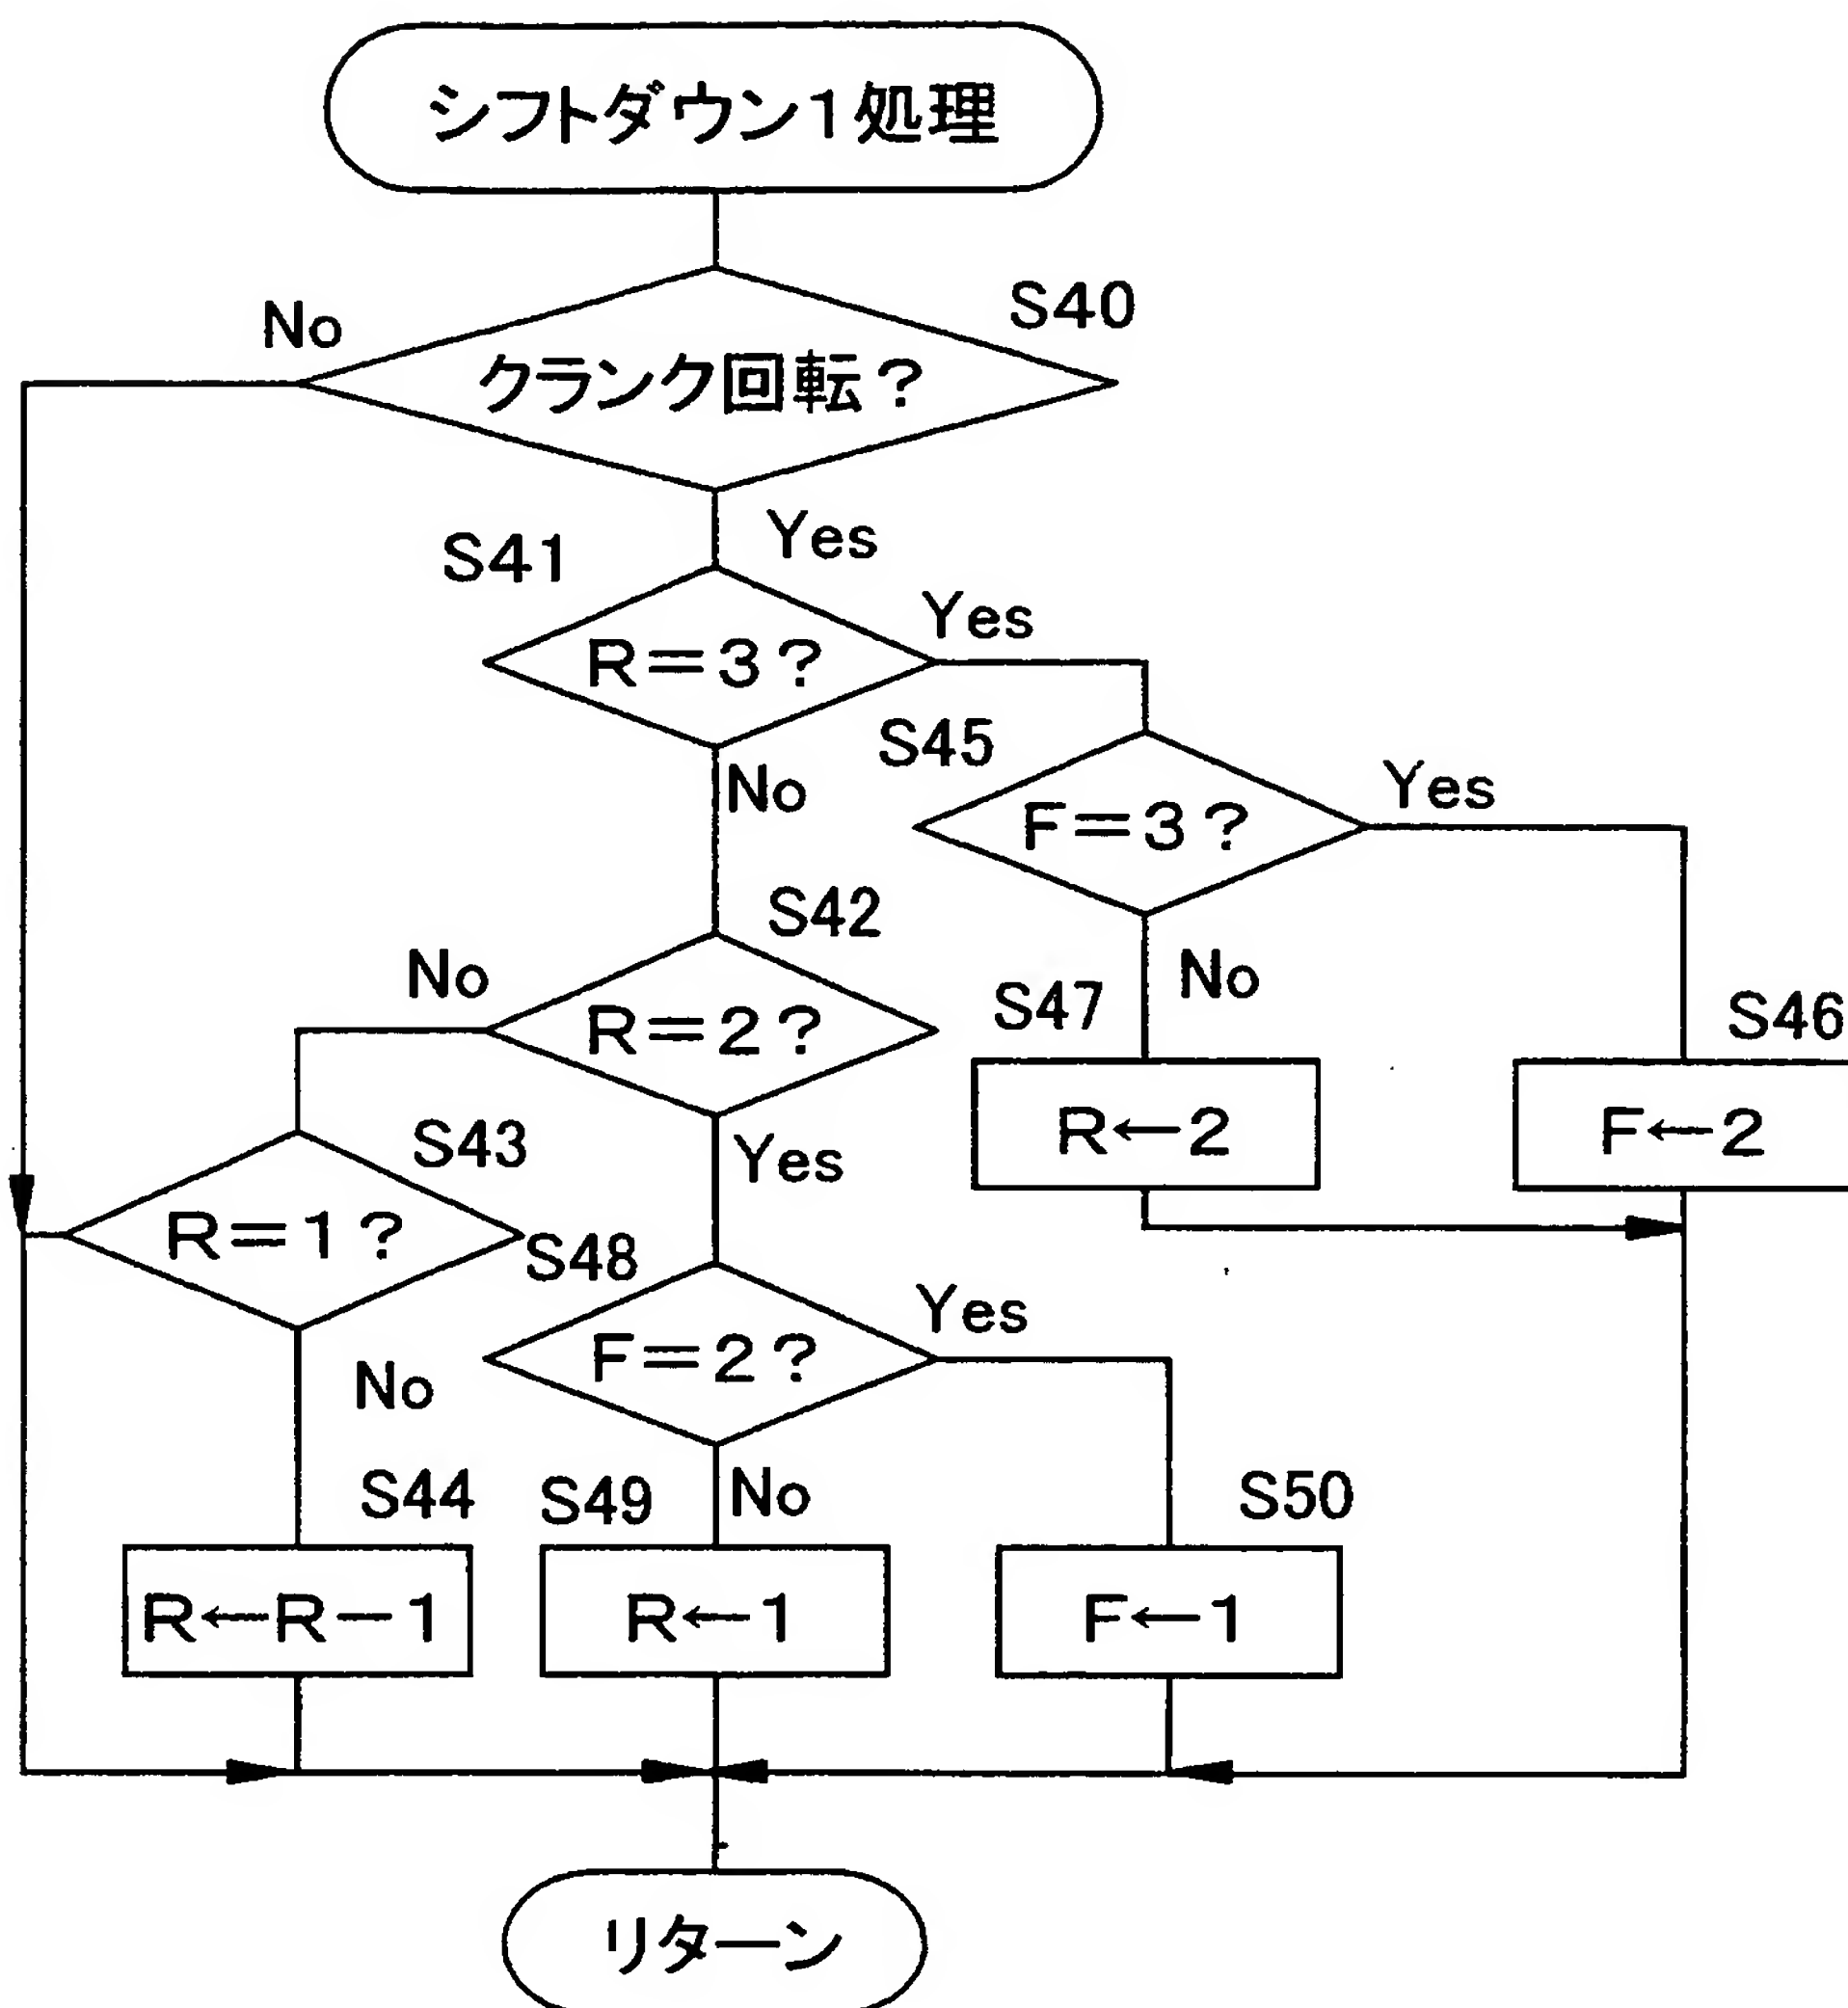 シフトダウン1処理
No
S40
クランク回転?
Yes
S41
Yes
R=3?
S45
No
Yes
F=3?
S42
No
No
S47
R=2?
S46
R←2
F←2
S43
Yes
R=1?
S48
Yes
F=2?
No
S44
S49
No
S50
R←R-1
R←1
F←1
リターン